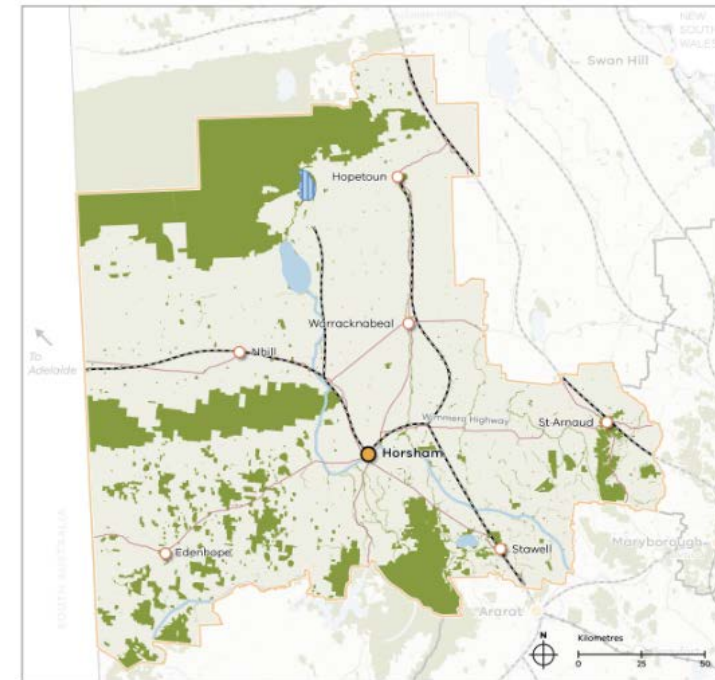 NEW
SOUTH
WALES
Swan Hill
Hopetoun
Warracknabeal
To
Adelaide
Nhill
Wimmera Highway
St Arnaud
Horsham
Maryborough
Edenhope
Stawell
SOUTH AUSTRALIA
Ararat
N
Kilometres
0 25 50